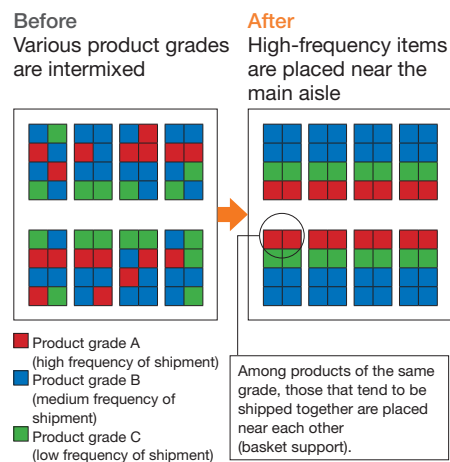 Before
Various product grades
are intermixed
After
High-frequency items
are placed near the
main aisle
Product grade A
(high frequency of shipment)
Product grade B
(medium frequency of
shipment)
Product grade C
(low frequency of shipment)
Among products of the same
grade, those that tend to be
shipped together are placed
near each other
(basket support).